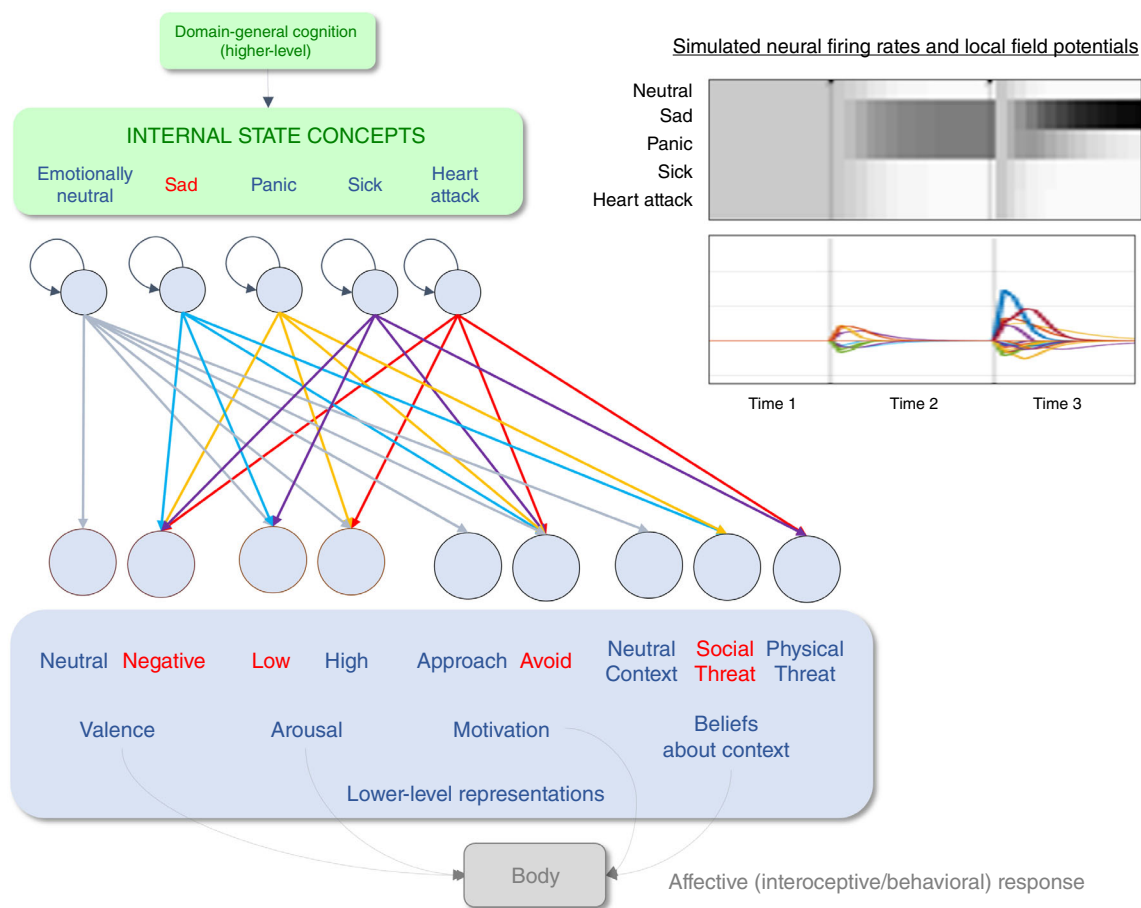 Domain-general cognition
(higher-level)
INTERNAL STATE CONCEPTS
Emotionally
neutral
Sad
Panic
Sick
Heart
attack
Simulated neural firing rates and local field potentials
Neutral
Sad
Panic
Sick
Heart attack
Time 1
Time 2
Time 3
Neutral
Negative
Low
High
Approach
Avoid
Neutral
Context
Social
Threat
Physical
Threat
Valence
Arousal
Motivation
Beliefs
about context
Lower-level representations
Body
Affective (interoceptive/behavioral) response